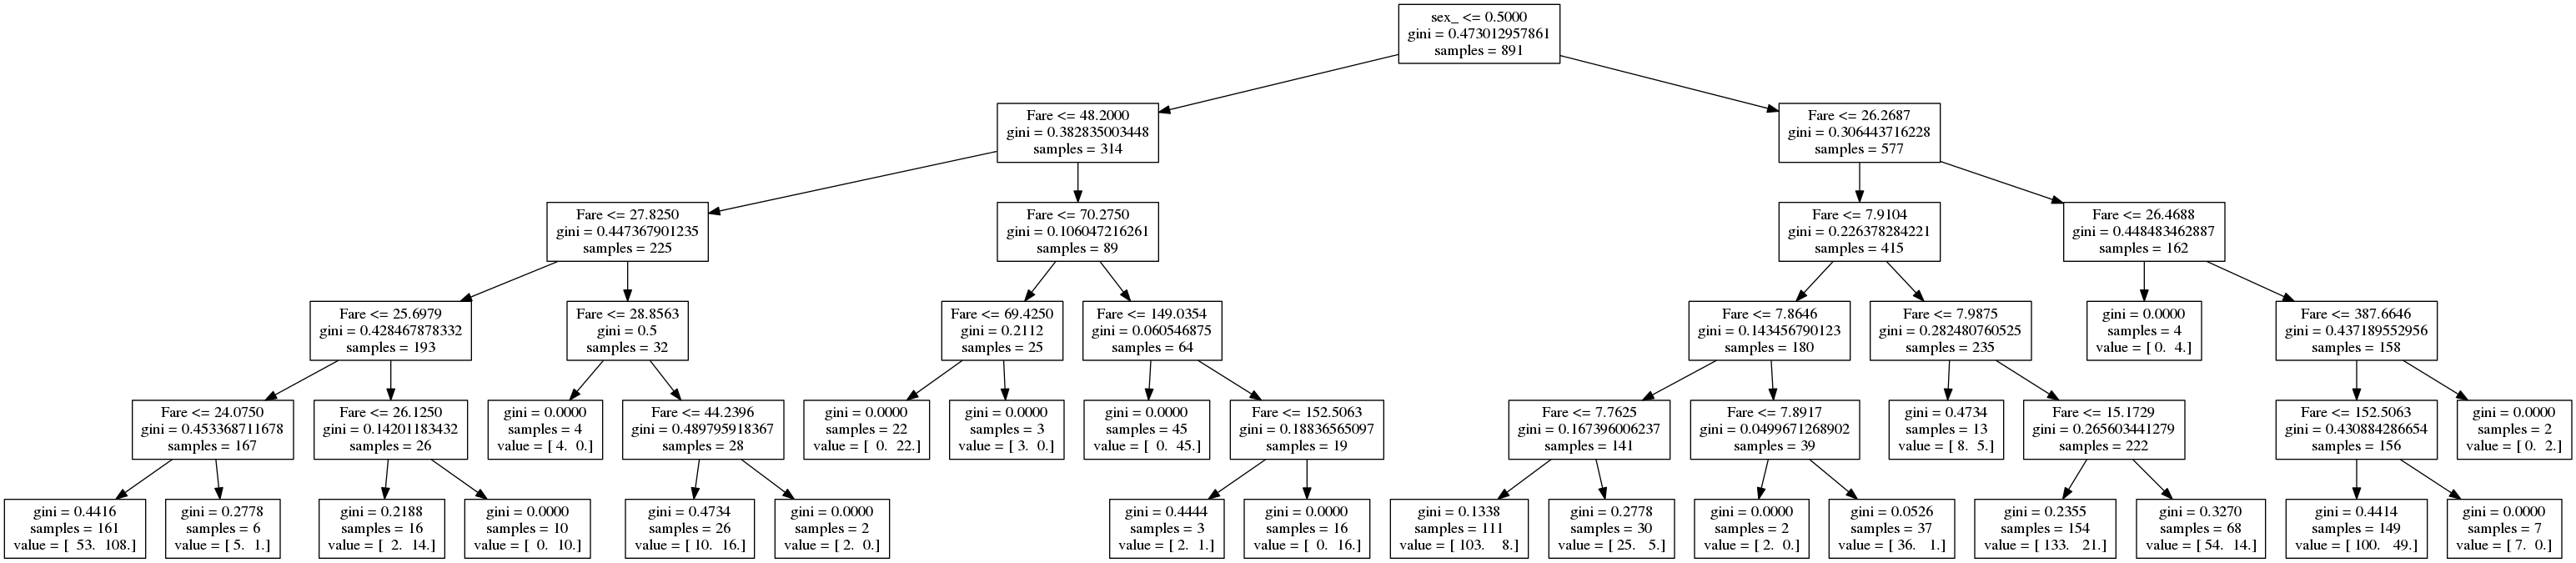 sex_ <= 0.5000
gini = 0.473012957861
samples = 891
Fare <= 48.2000
gini = 0.382835003448
samples = 314
Fare <= 26.2687
gini = 0.306443716228
samples = 577
Fare <= 27.8250
gini = 0.447367901235
samples = 225
Fare <= 70.2750
gini = 0.106047216261
samples = 89
Fare <= 7.9104
gini = 0.226378284221
samples = 415
Fare <= 26.4688
gini = 0.448483462887
samples = 162
Fare <= 25.6979
gini = 0.428467878332
samples = 193
Fare <= 28.8563
gini = 0.5
samples = 32
Fare <= 69.4250
gini = 0.2112
samples = 25
Fare <= 149.0354
gini = 0.060546875
samples = 64
Fare <= 7.8646
gini = 0.143456790123
samples = 180
Fare <= 7.9875
gini = 0.282480760525
samples = 235
gini = 0.0000
samples = 4
value = [ 0.  4.]
Fare <= 387.6646
gini = 0.437189552956
samples = 158
Fare <= 24.0750
gini = 0.453368711678
samples = 167
Fare <= 26.1250
gini = 0.14201183432
samples = 26
gini = 0.0000
samples = 4
value = [ 4.  0.]
Fare <= 44.2396
gini = 0.489795918367
samples = 28
gini = 0.0000
samples = 22
value = [  0.  22.]
gini = 0.0000
samples = 3
value = [ 3.  0.]
gini = 0.0000
samples = 45
value = [  0.  45.]
Fare <= 152.5063
gini = 0.18836565097
samples = 19
Fare <= 7.7625
gini = 0.167396006237
samples = 141
Fare <= 7.8917
gini = 0.0499671268902
samples = 39
gini = 0.4734
samples = 13
value = [ 8.  5.]
Fare <= 15.1729
gini = 0.265603441279
samples = 222
Fare <= 152.5063
gini = 0.430884286654
samples = 156
gini = 0.0000
samples = 2
value = [ 0.  2.]
gini = 0.4416
samples = 161
value = [  53.  108.]
gini = 0.2778
samples = 6
value = [ 5.  1.]
gini = 0.2188
samples = 16
value = [  2.  14.]
gini = 0.0000
samples = 10
value = [  0.  10.]
gini = 0.4734
samples = 26
value = [ 10.  16.]
gini = 0.0000
samples = 2
value = [ 2.  0.]
gini = 0.4444
samples = 3
value = [ 2.  1.]
gini = 0.0000
samples = 16
value = [  0.  16.]
gini = 0.1338
samples = 111
value = [ 103.    8.]
gini = 0.2778
samples = 30
value = [ 25.   5.]
gini = 0.0000
samples = 2
value = [ 2.  0.]
gini = 0.0526
samples = 37
value = [ 36.   1.]
gini = 0.2355
samples = 154
value = [ 133.   21.]
gini = 0.3270
samples = 68
value = [ 54.  14.]
gini = 0.4414
samples = 149
value = [ 100.   49.]
gini = 0.0000
samples = 7
value = [ 7.  0.]